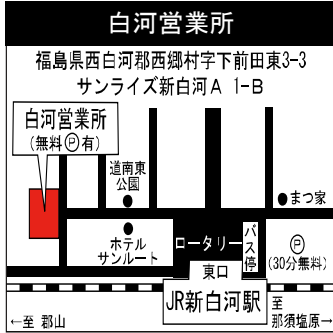 白河営業所
福島県西白河郡西郷村字下前田東3-3
サンライズ新白河A 1-B
白河営業所
(無料Ⓟ有)
道南東
公園
まつ家
ホテル
サンルート
ロータリー
バス停
Ⓟ
(30分無料)
東口
JR新白河駅
←至 郡山
至
那須塩原→